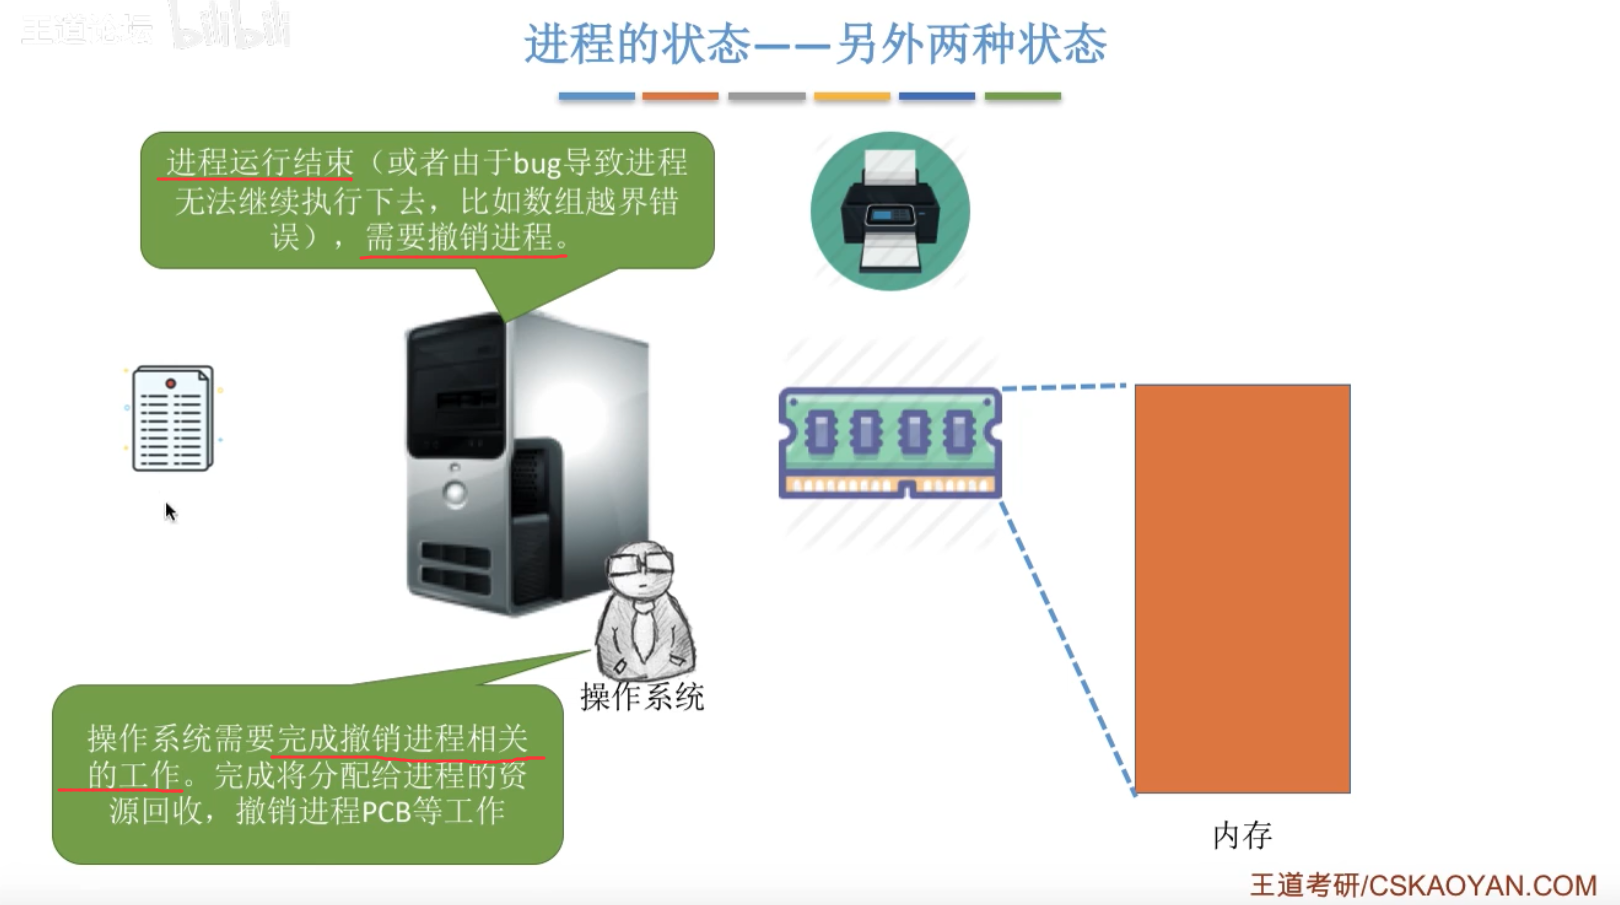 王道论坛 bilibili
进程的状态——另外两种状态
进程运行结束（或者由于bug导致进程
无法继续执行下去，比如数组越界错
误），需要撤销进程。
操作系统
操作系统需要完成撤销进程相关
的工作。完成将分配给进程的资
源回收，撤销进程PCB等工作
内存
王道考研/CSKAOYAN.COM